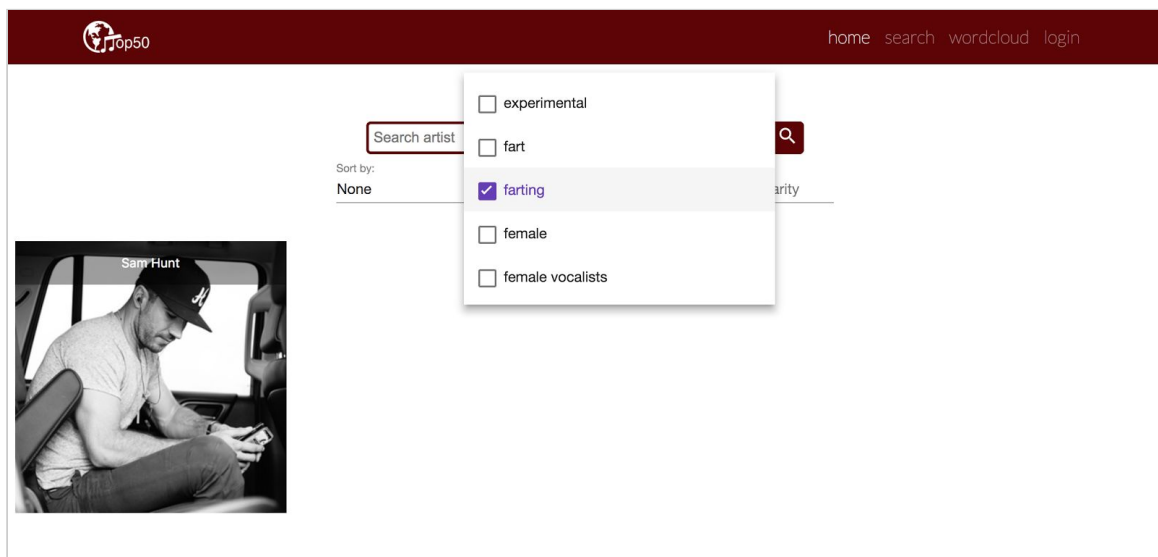 Top50
home search wordcloud login
experimental
Search artist
fart
Sort by:
None
farting
arity
female
female vocalists
Sam Hunt